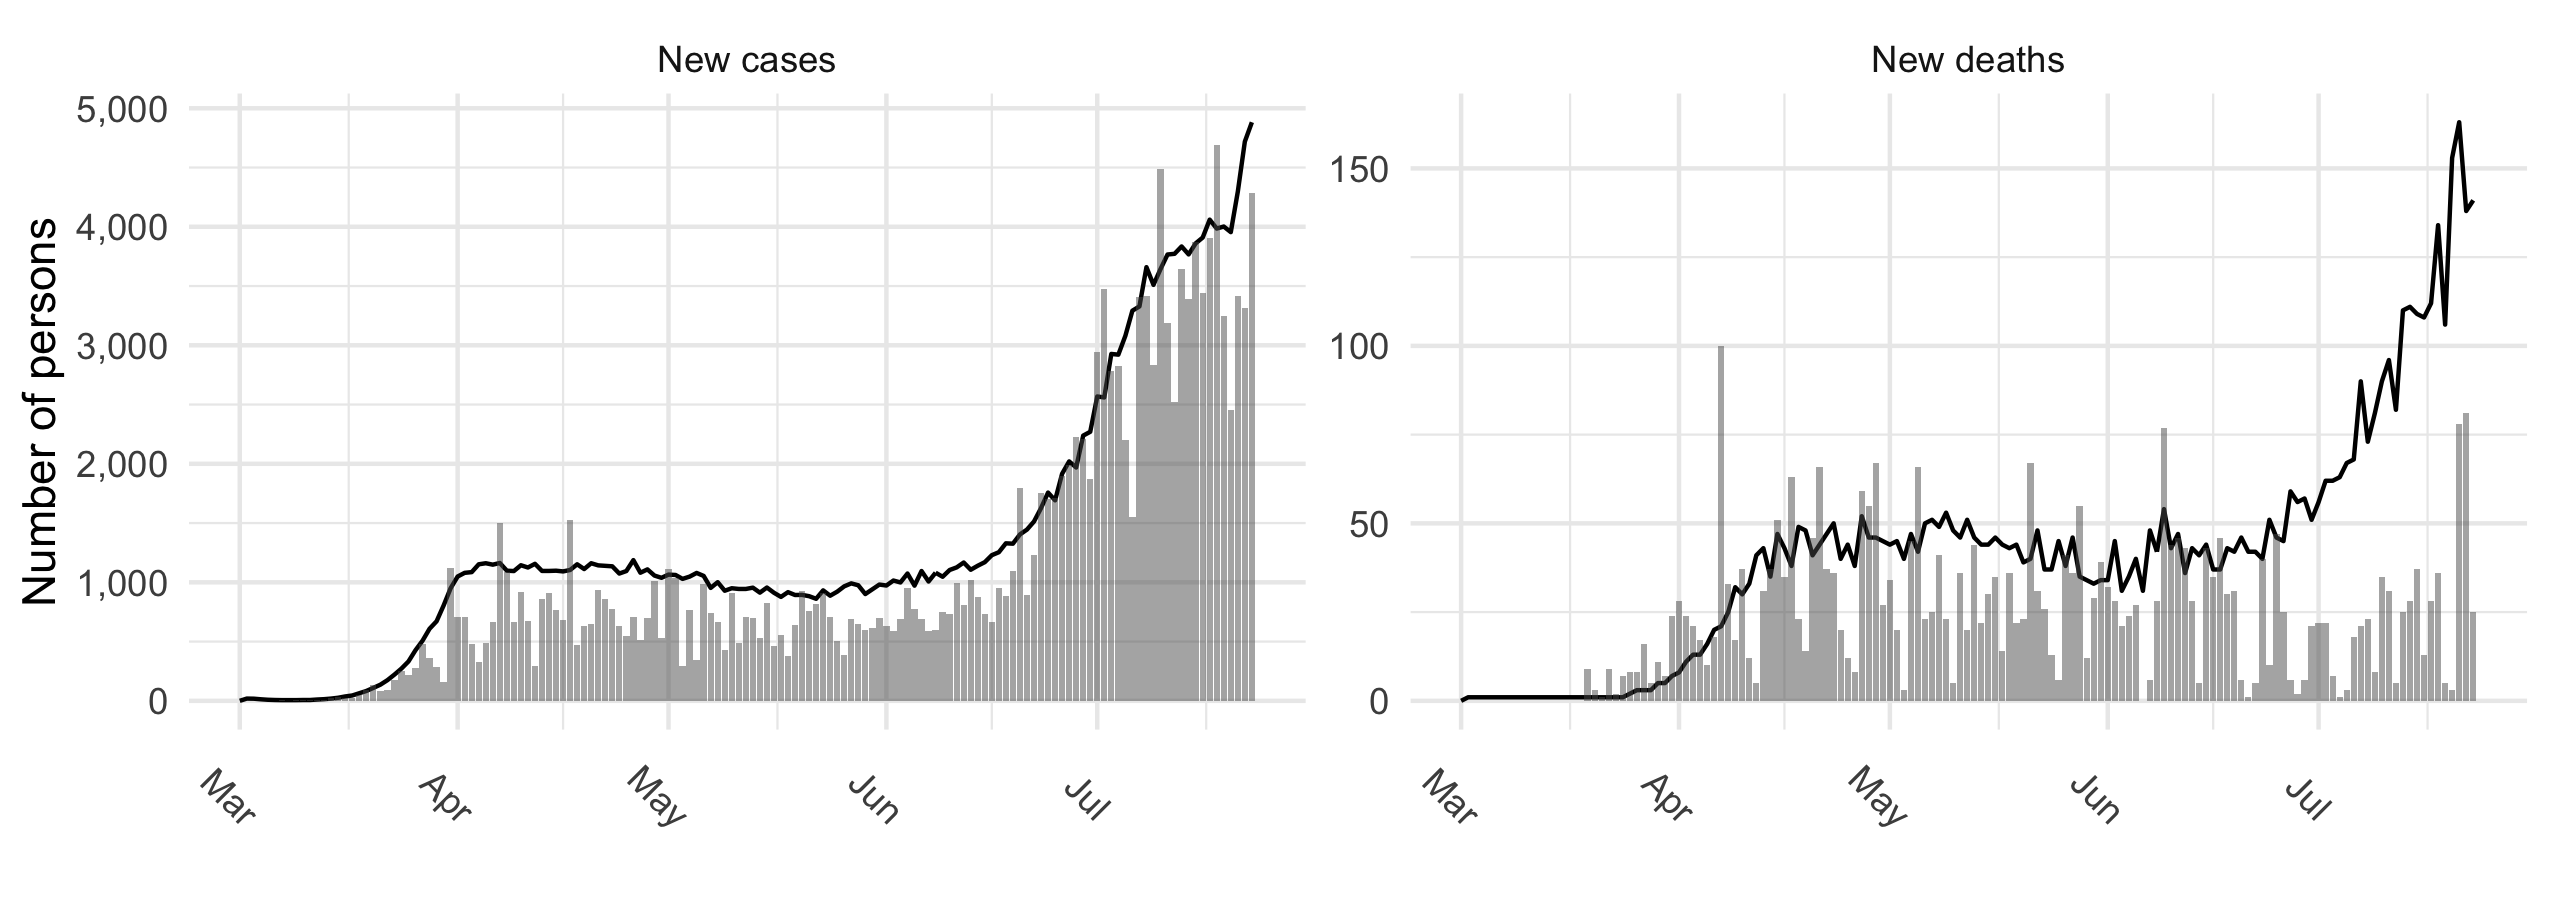 New cases
New deaths
Number of persons
5,000
4,000
3,000
2,000
1,000
0
Mar
Apr
May
Jun
Jul
150
100
50
0
Mar
Apr
May
Jun
Jul